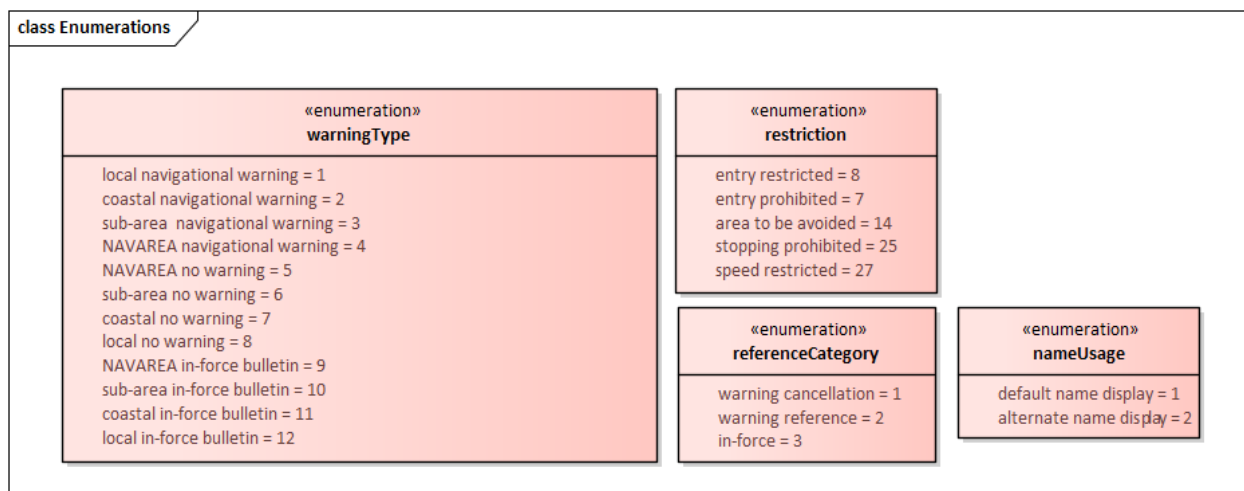 class Enumerations
«enumeration»
warningType
local navigational warning = 1
coastal navigational warning = 2
sub-area  navigational warning = 3
NAVAREA navigational warning = 4
NAVAREA no warning = 5
sub-area no warning = 6
coastal no warning = 7
local no warning = 8
NAVAREA in-force bulletin = 9
sub-area in-force bulletin = 10
coastal in-force bulletin = 11
local in-force bulletin = 12
«enumeration»
restriction
entry restricted = 8
entry prohibited = 7
area to be avoided = 14
stopping prohibited = 25
speed restricted = 27
«enumeration»
referenceCategory
warning cancellation = 1
warning reference = 2
in-force = 3
«enumeration»
nameUsage
default name display = 1
alternate name display = 2